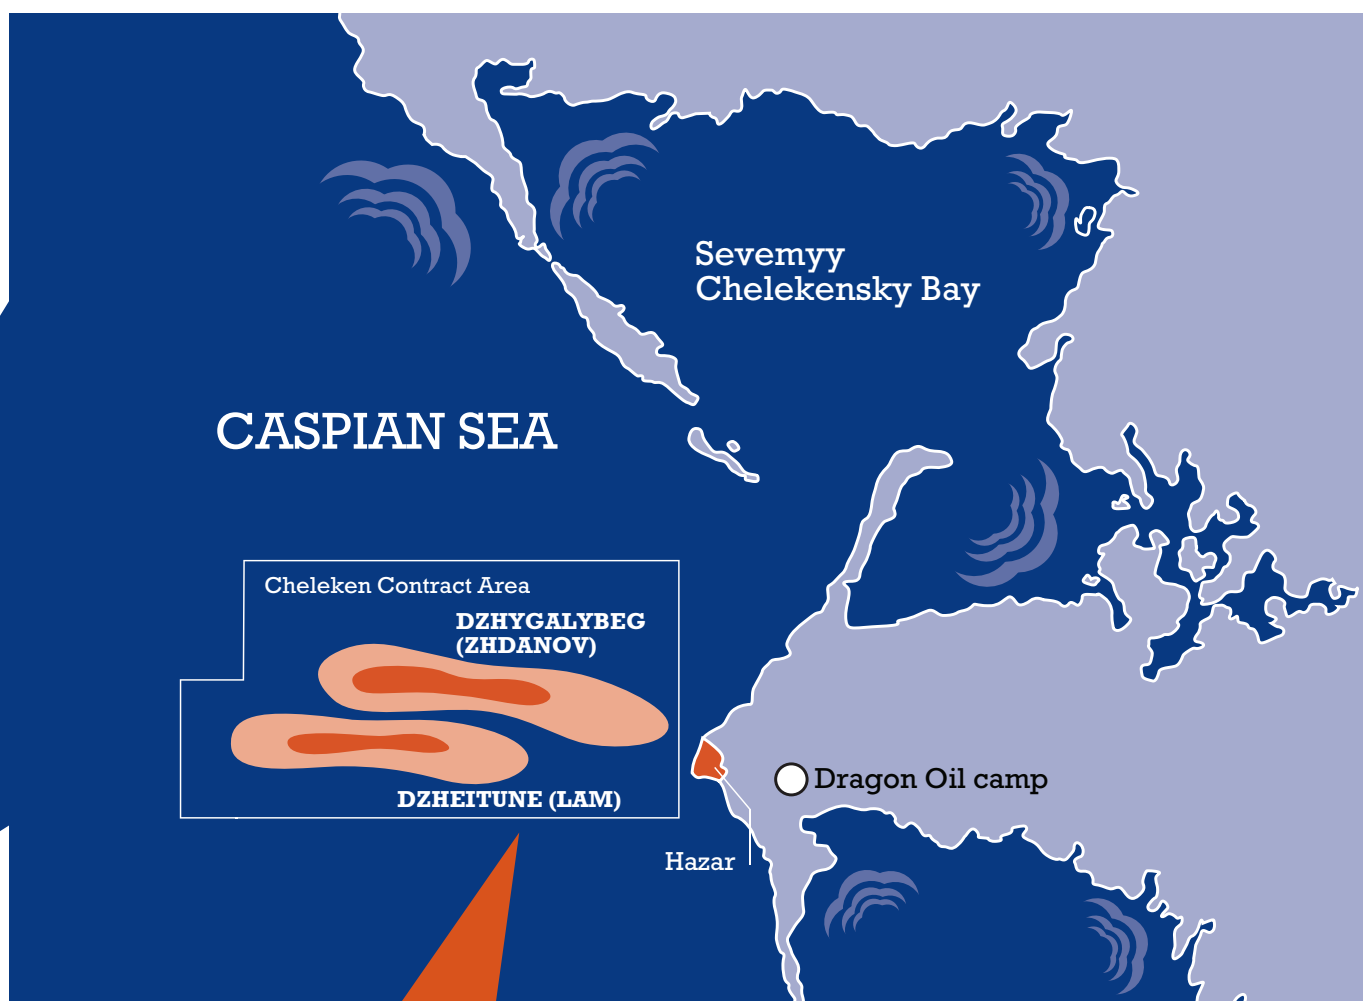 Sevemyy
Chelekensky Bay
CASPIAN SEA
Cheleken Contract Area
DZHYGALYBEG
(ZHDANOV)
DZHEITUNE (LAM)
Dragon Oil camp
Hazar